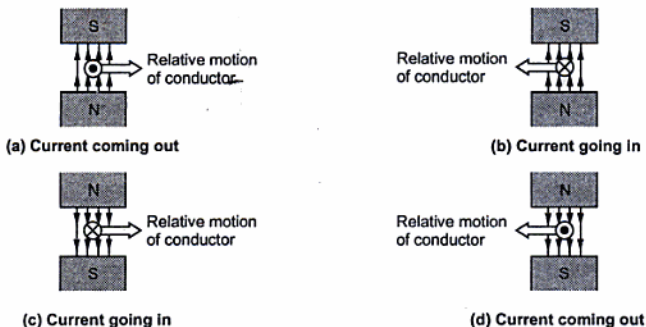 S
Relative motion
of conductor
N
(a) Current coming out
S
Relative motion
of conductor
N
(b) Current going in
N
Relative motion
of conductor
S
(c) Current going in
N
Relative motion
of conductor
S
(d) Current coming out